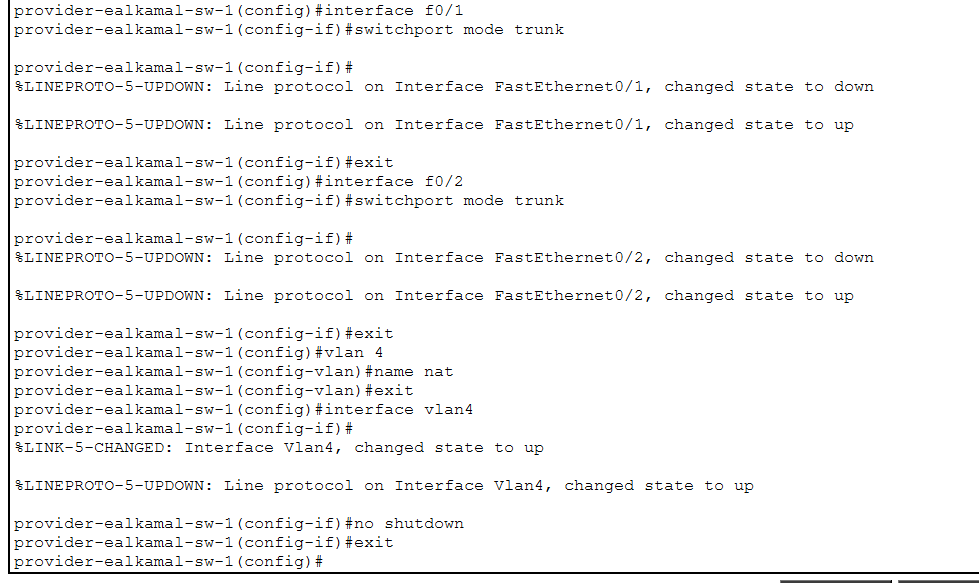 provider-ealkamal-sw-1(config)#interface f0/1
provider-ealkamal-sw-1(config-if)#switchport mode trunk
provider-ealkamal-sw-1(config-if)#
%LINEPROTO-5-UPDOWN: Line protocol on Interface FastEthernet0/1, changed state to down
%LINEPROTO-5-UPDOWN: Line protocol on Interface FastEthernet0/1, changed state to up
provider-ealkamal-sw-1(config-if)#exit
provider-ealkamal-sw-1(config)#interface f0/2
provider-ealkamal-sw-1(config-if)#switchport mode trunk
provider-ealkamal-sw-1(config-if)#
%LINEPROTO-5-UPDOWN: Line protocol on Interface FastEthernet0/2, changed state to down
%LINEPROTO-5-UPDOWN: Line protocol on Interface FastEthernet0/2, changed state to up
provider-ealkamal-sw-1(config-if)#exit
provider-ealkamal-sw-1(config)#vlan 4
provider-ealkamal-sw-1(config-vlan)#name nat
provider-ealkamal-sw-1(config-vlan)#exit
provider-ealkamal-sw-1(config)#interface vlan4
provider-ealkamal-sw-1(config-if)#
%LINK-5-CHANGED: Interface Vlan4, changed state to up
%LINEPROTO-5-UPDOWN: Line protocol on Interface Vlan4, changed state to up
provider-ealkamal-sw-1(config-if)#no shutdown
provider-ealkamal-sw-1(config-if)#exit
provider-ealkamal-sw-1(config)#